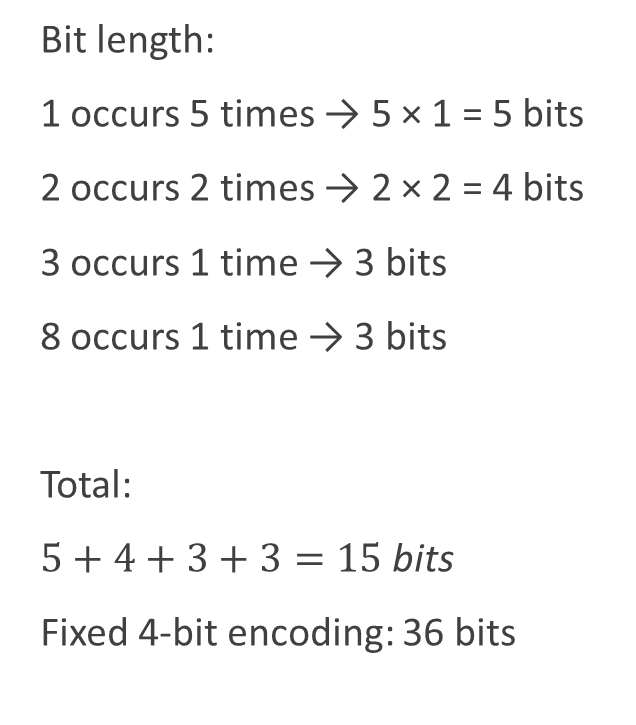 Bit length:
1 occurs 5 times → 5 × 1 = 5 bits
2 occurs 2 times → 2 × 2 = 4 bits
3 occurs 1 time → 3 bits
8 occurs 1 time → 3 bits
Total:
5 + 4 + 3 + 3 = 15 bits
Fixed 4-bit encoding: 36 bits